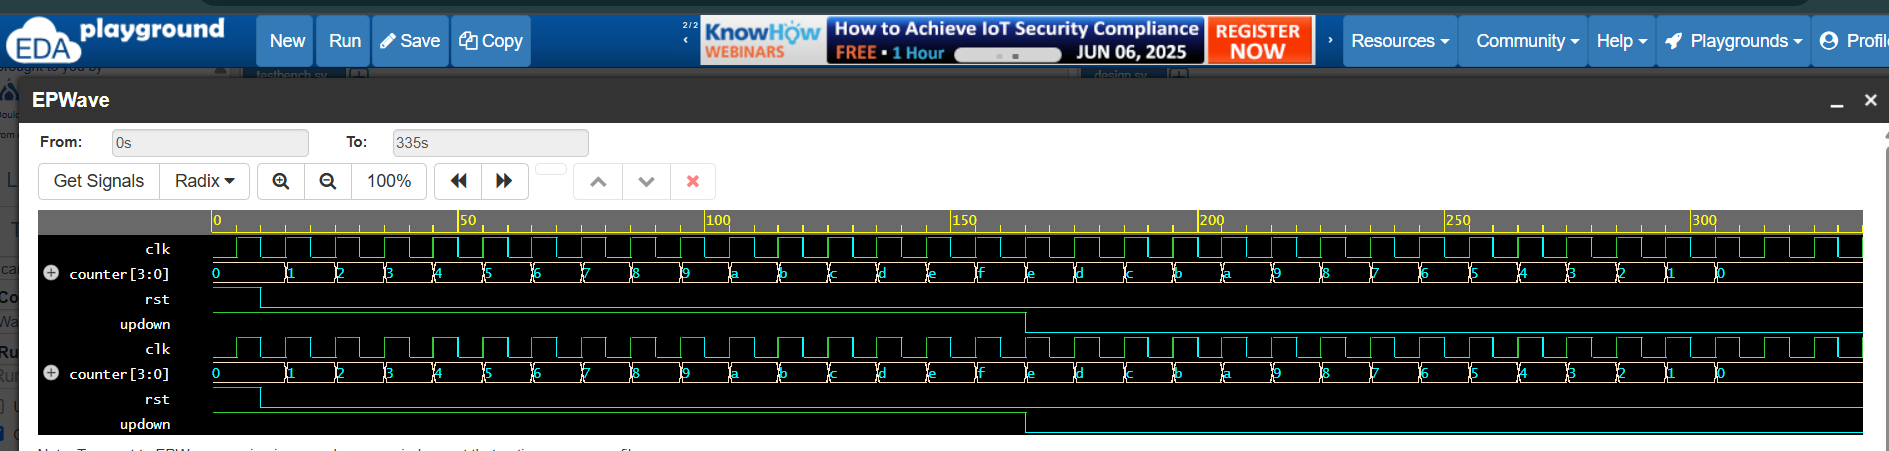 EDA playground
New Run Save Copy
2/2
KnowHow WEBINARS
How to Achieve IoT Security Compliance
FREE • 1 Hour JUN 06, 2025
REGISTER NOW
Resources Community Help Playgrounds Profile
brought to you by
testbench.sv
design.sv
EPWave
From: 0s To: 335s
Get Signals Radix 100%
0 50 100 150 200 250 300
clk
counter[3:0] 0 1 2 3 4 5 6 7 8 9 a b c d e f e d c b a 9 8 7 6 5 4 3 2 1 0
rst
updown
clk
counter[3:0] 0 1 2 3 4 5 6 7 8 9 a b c d e f e d c b a 9 8 7 6 5 4 3 2 1 0
rst
updown